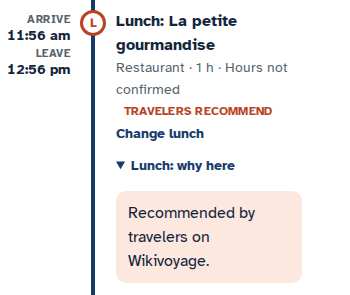 ARRIVE
11:56 am
LEAVE
12:56 pm
L
Lunch: La petite
gourmandise
Restaurant · 1 h · Hours not
confirmed
TRAVELERS RECOMMEND
Change lunch
▼ Lunch: why here
Recommended by
travelers on
Wikivoyage.